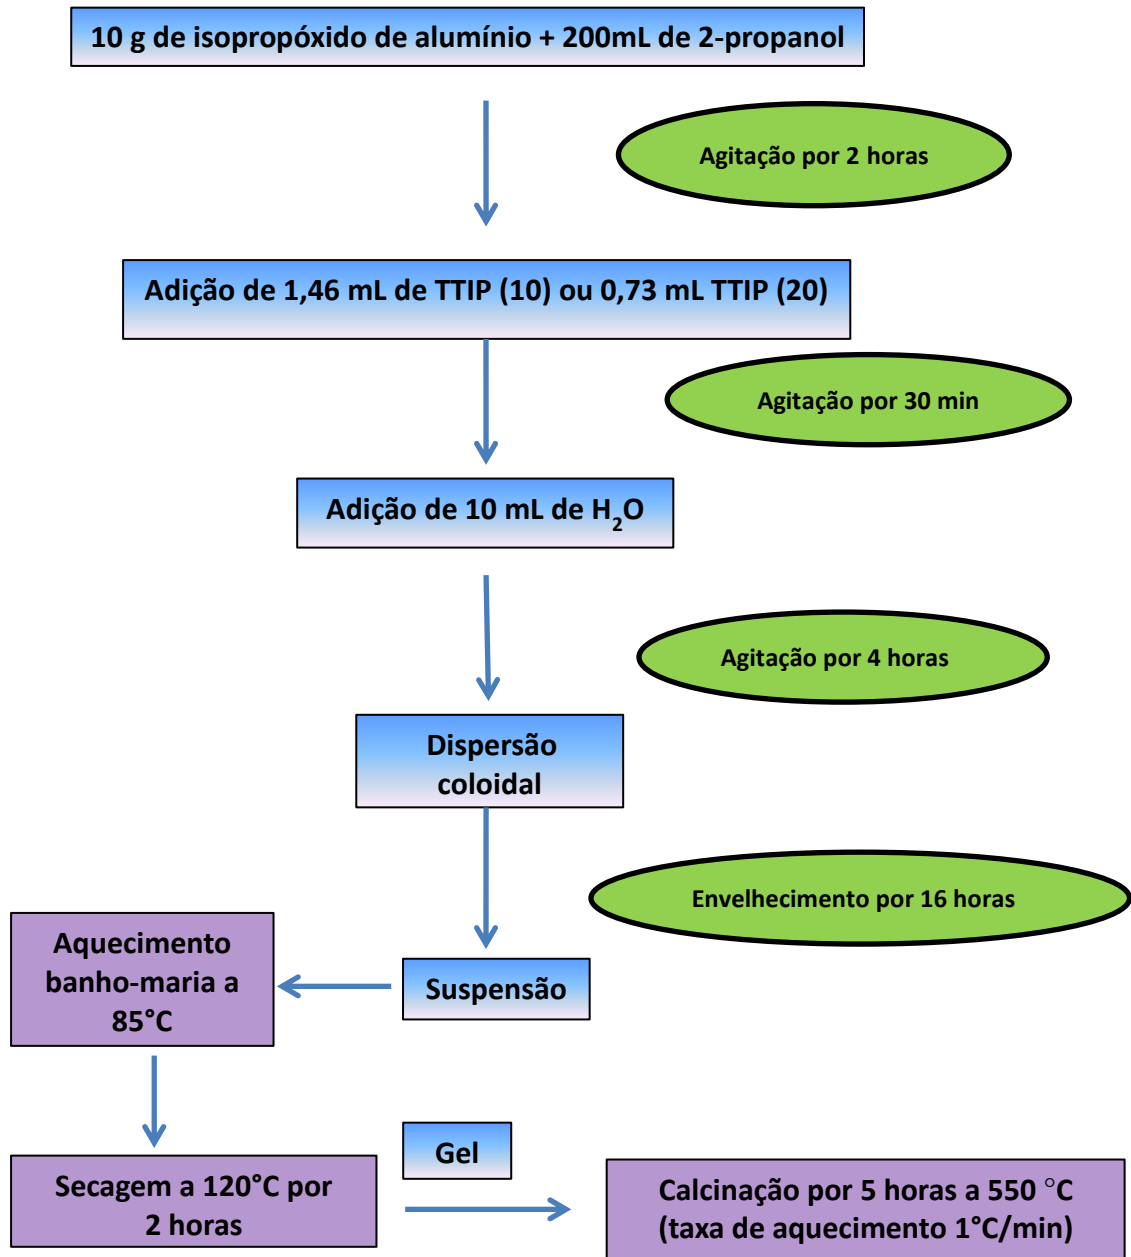 10 g de isopropóxido de alumínio + 200mL de 2-propanol
Agitação por 2 horas
Adição de 1,46 mL de TTIP (10) ou 0,73 mL TTIP (20)
Agitação por 30 min
Adição de 10 mL de H₂O
Agitação por 4 horas
Dispersão
coloidal
Envelhecimento por 16 horas
Suspensão
Aquecimento
banho-maria a
85°C
Secagem a 120°C por
2 horas
Gel
Calcinação por 5 horas a 550 °C
(taxa de aquecimento 1°C/min)